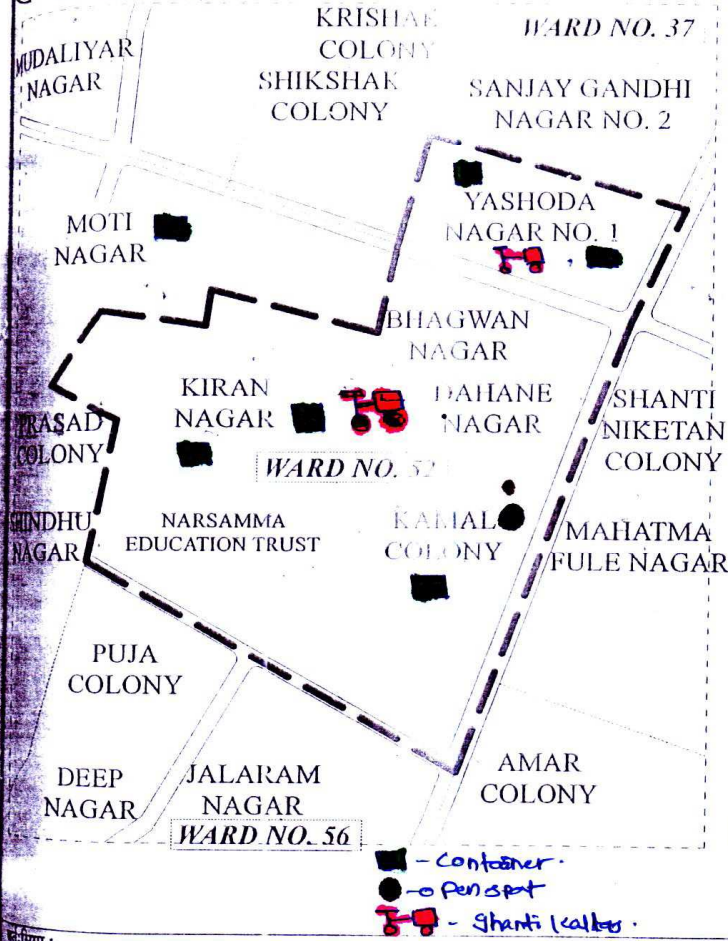 KRISHAK
COLONY
WARD NO. 37
MUDALIYAR
NAGAR
SHIKSHAK
COLONY
SANJAY GANDHI
NAGAR NO. 2
YASHODA
NAGAR NO. 1
MOTI
NAGAR
BHAGWAN
NAGAR
KIRAN
NAGAR
DAHANE
NAGAR
SHANTI
NIKETAN
COLONY
PRASAD
COLONY
WARD NO. 52
SHINDHU
NAGAR
NARSAMMA
EDUCATION TRUST
KAMAL
COLONY
MAHATMA
FULE NAGAR
PUJA
COLONY
DEEP
NAGAR
JALARAM
NAGAR
AMAR
COLONY
WARD NO. 56
- Container.
- open spot
- Ghanti